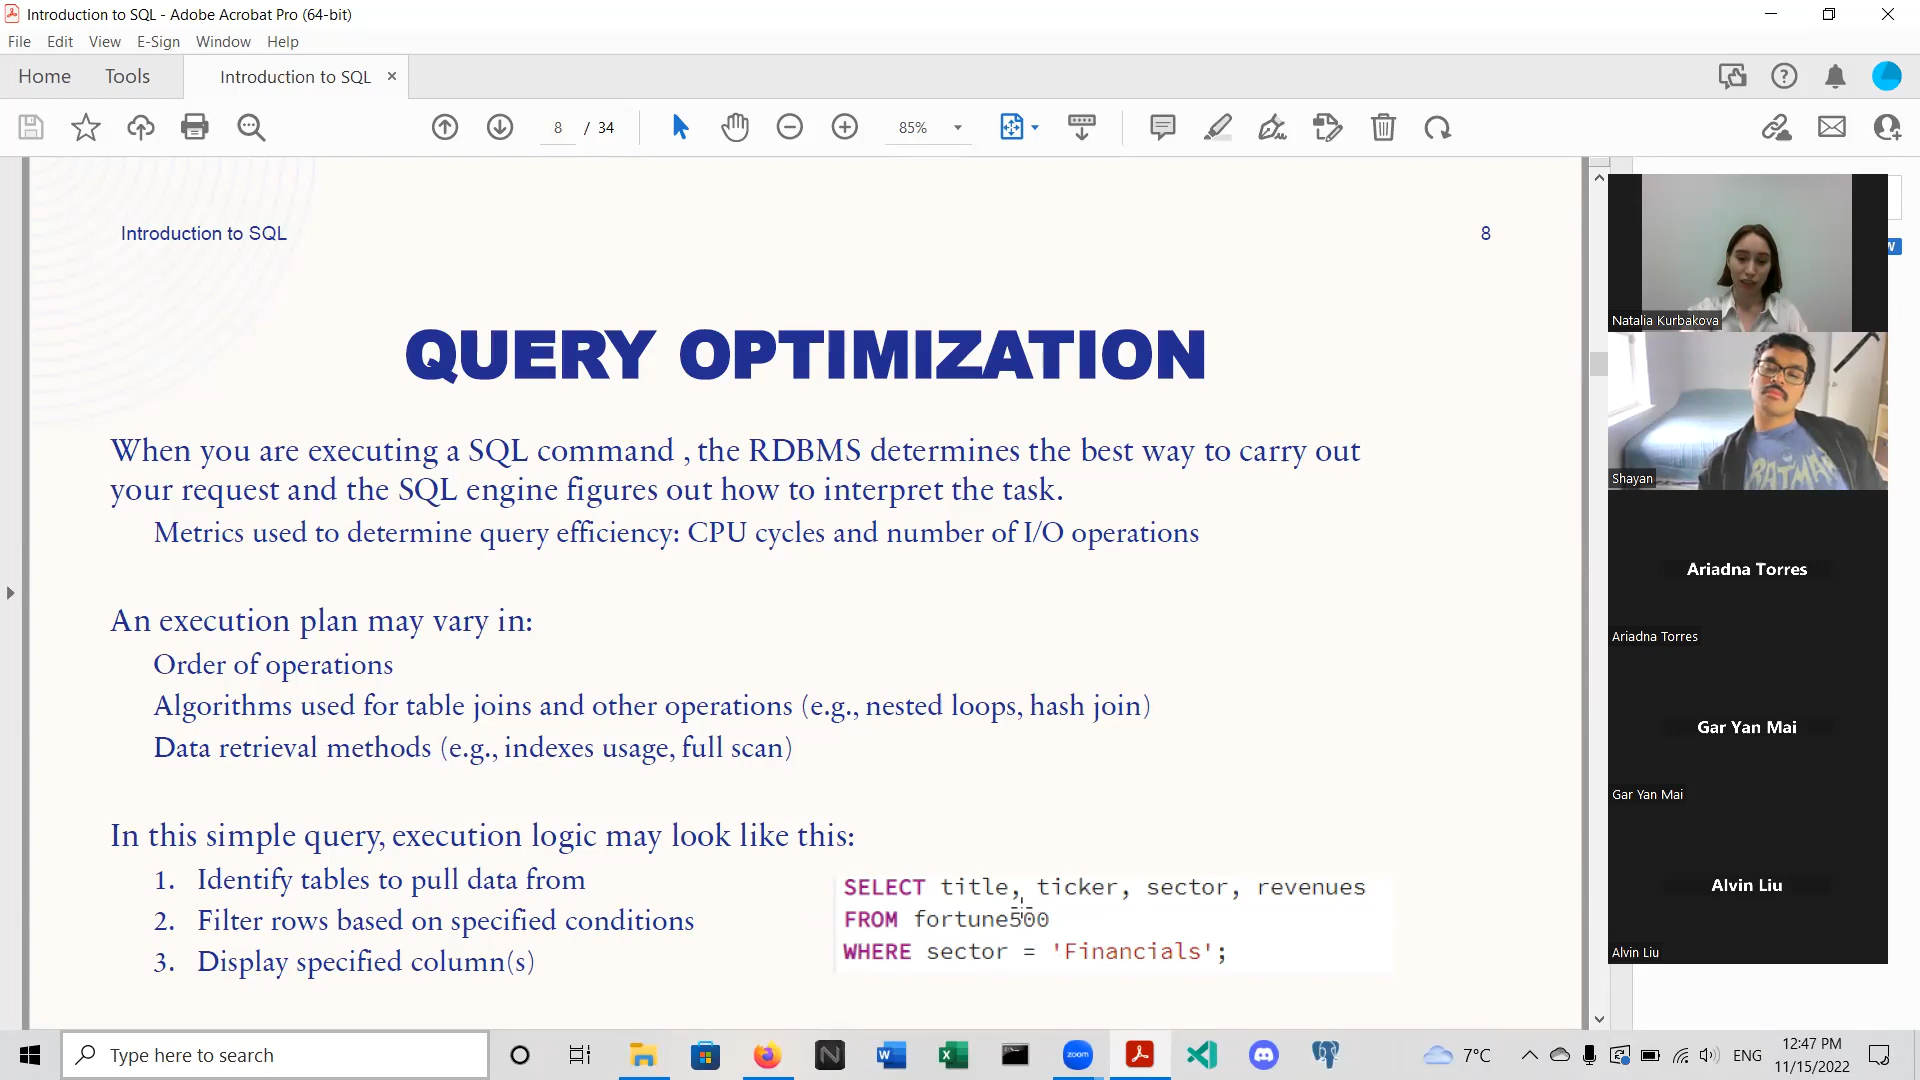 Introduction to SQL - Adobe Acrobat Pro (64-bit)
File Edit View E-Sign Window Help
Home Tools Introduction to SQL ×
8 / 34 85%
Introduction to SQL 8
W
QUERY OPTIMIZATION
When you are executing a SQL command , the RDBMS determines the best way to carry out
your request and the SQL engine figures out how to interpret the task.
Metrics used to determine query efficiency: CPU cycles and number of I/O operations
An execution plan may vary in:
Order of operations
Algorithms used for table joins and other operations (e.g., nested loops, hash join)
Data retrieval methods (e.g., indexes usage, full scan)
In this simple query, execution logic may look like this:
1. Identify tables to pull data from
2. Filter rows based on specified conditions
3. Display specified column(s)
SELECT title, ticker, sector, revenues
FROM fortune500
WHERE sector = 'Financials';
Natalia Kurbakova
BATMAN
Shayan
Ariadna Torres
Ariadna Torres
Gar Yan Mai
Gar Yan Mai
Alvin Liu
Alvin Liu
Type here to search
zoom
7°C
ENG
12:47 PM
11/15/2022